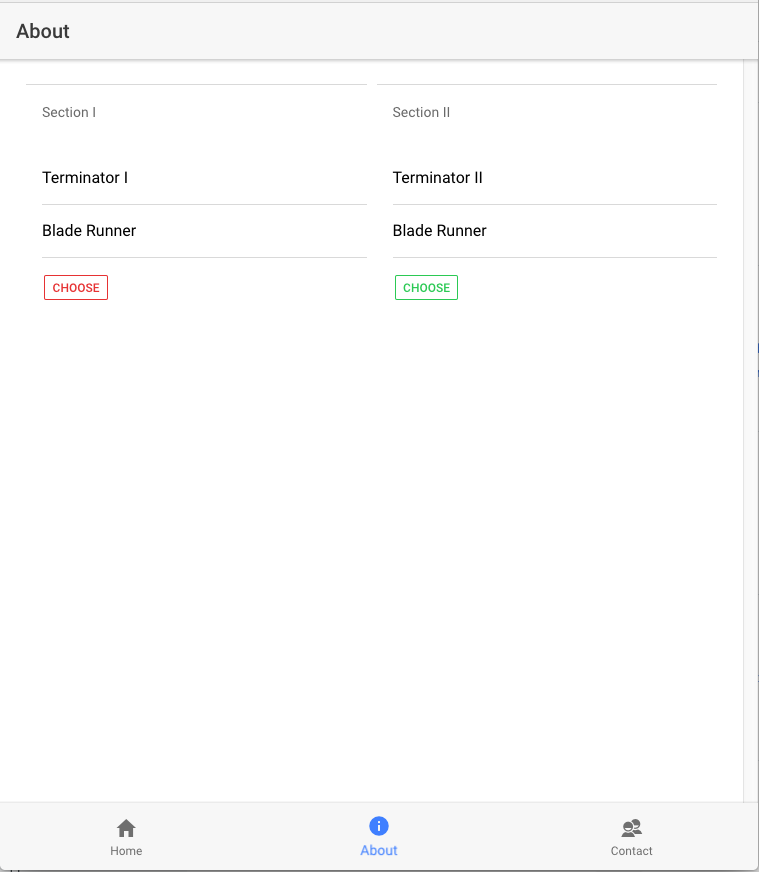 About
Section I
Section II
Terminator I
Terminator II
Blade Runner
Blade Runner
CHOOSE
CHOOSE
Home
About
Contact